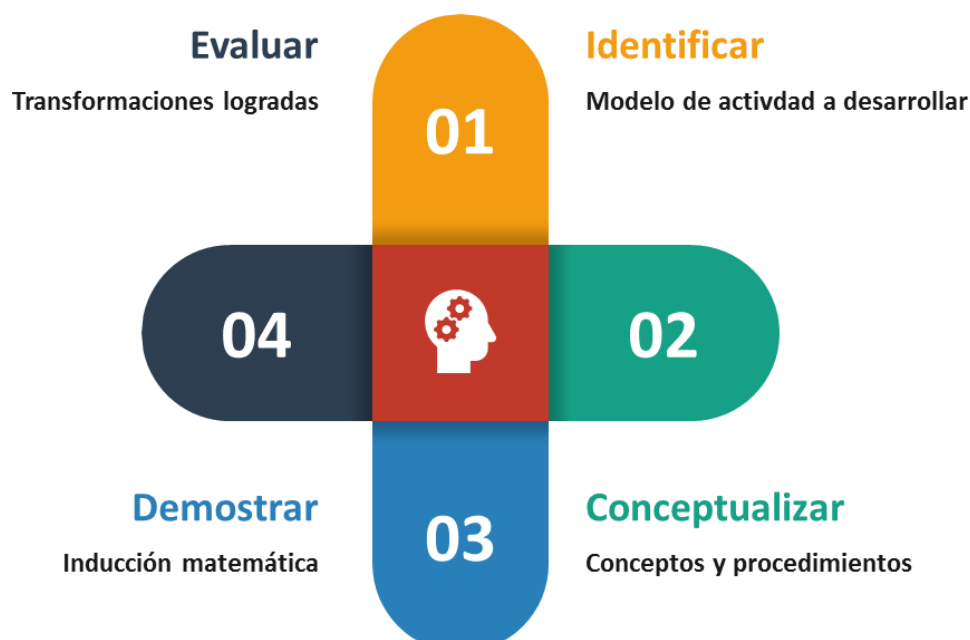 Evaluar
Transformaciones logradas
Identificar
Modelo de activdad a desarrollar
01
04
02
03
Demostrar
Inducción matemática
Conceptualizar
Conceptos y procedimientos